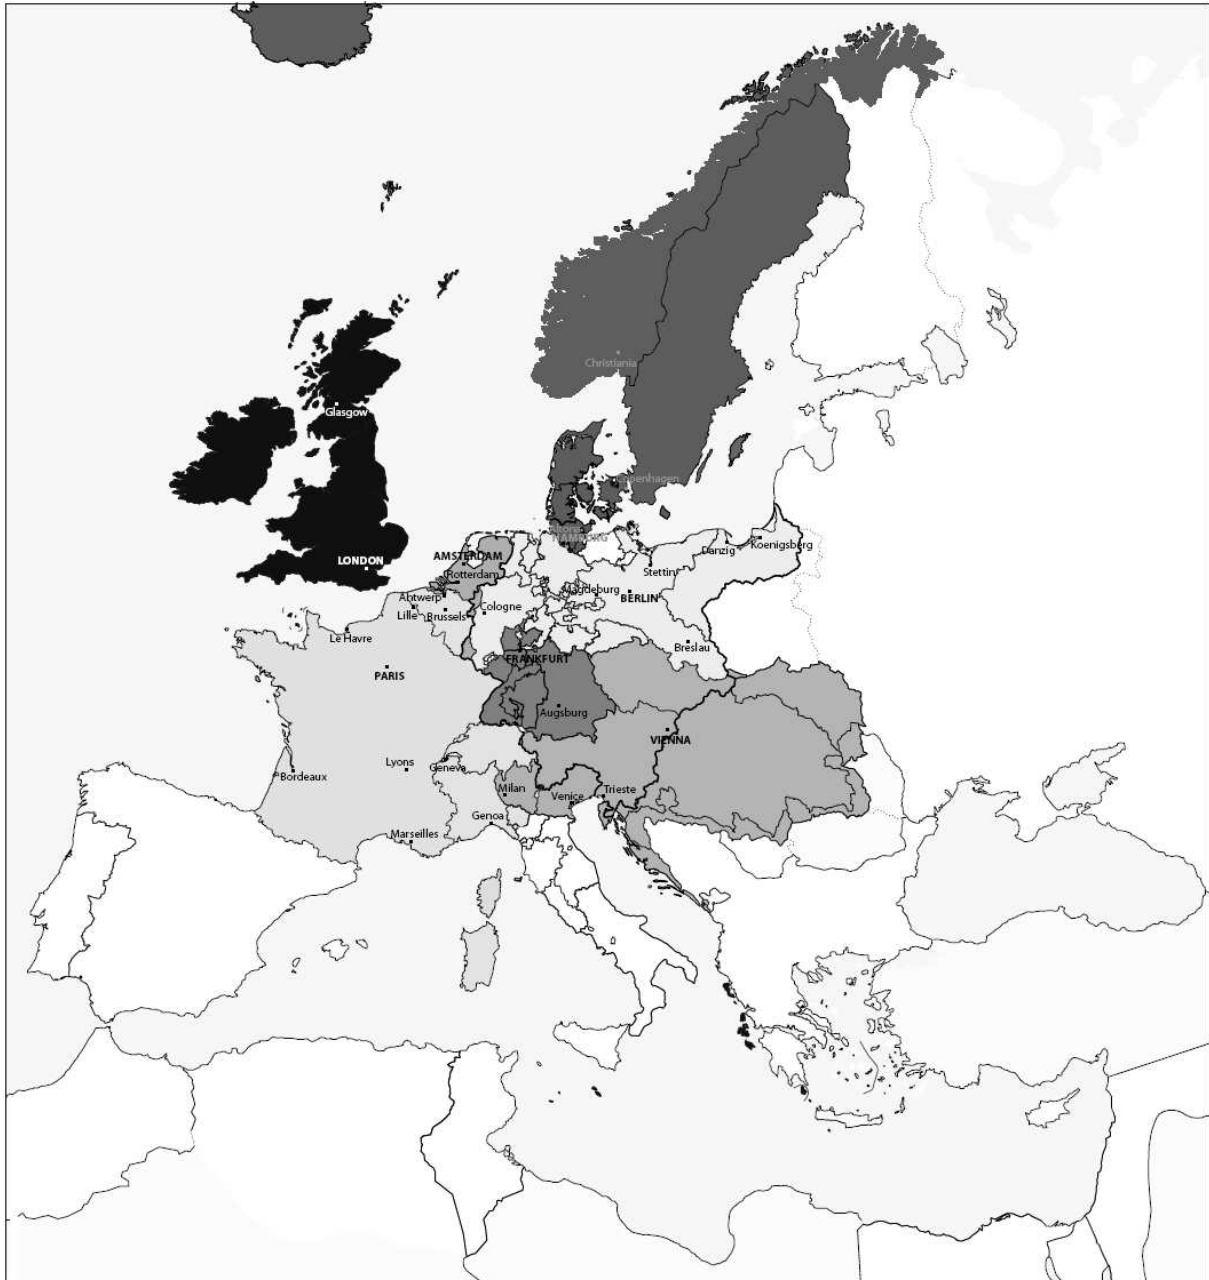 Christiania
Glasgow
Copenhagen
HAMBURG
LONDON
AMSTERDAM
Rotterdam
Danzig
Koenigsberg
Stettin
Magdeburg
BERLIN
Antwerp
Lille
Brussels
Cologne
Le Havre
Breslau
FRANKFURT
PARIS
Augsburg
VIENNA
Lyons
Geneva
Bordeaux
Milan
Venice
Trieste
Genoa
Marseilles